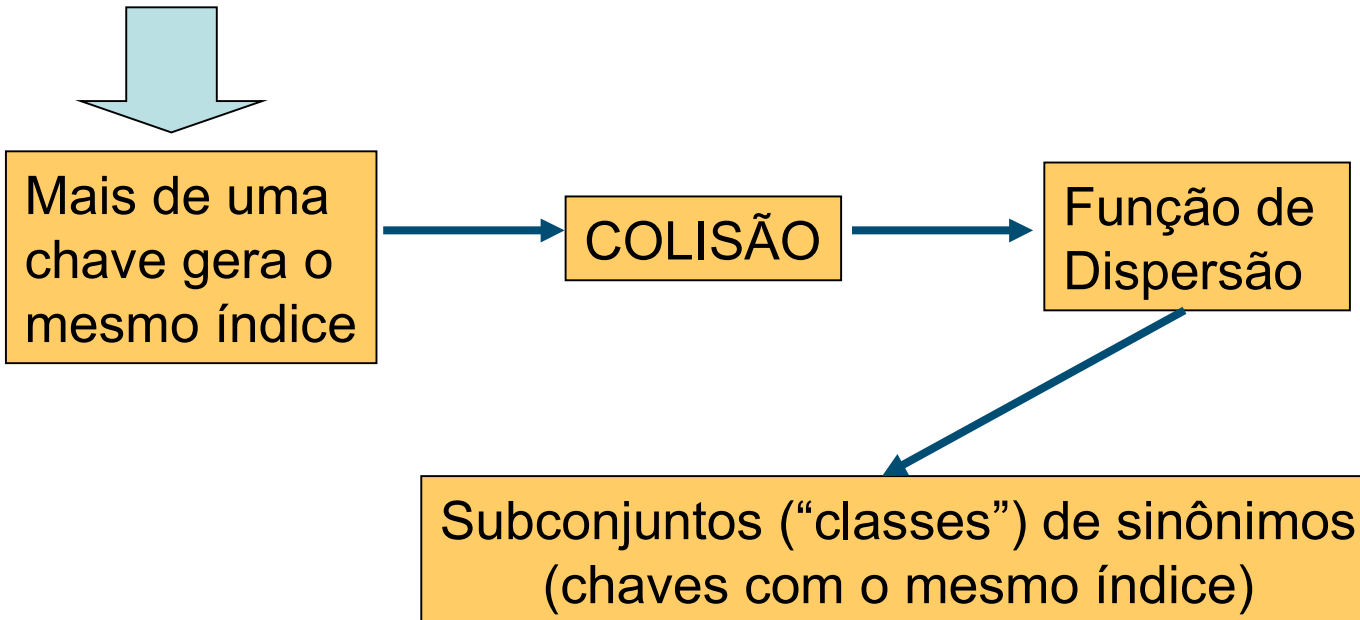 Mais de uma
chave gera o
mesmo índice
COLISÃO
Função de
Dispersão
Subconjuntos (“classes”) de sinônimos
(chaves com o mesmo índice)